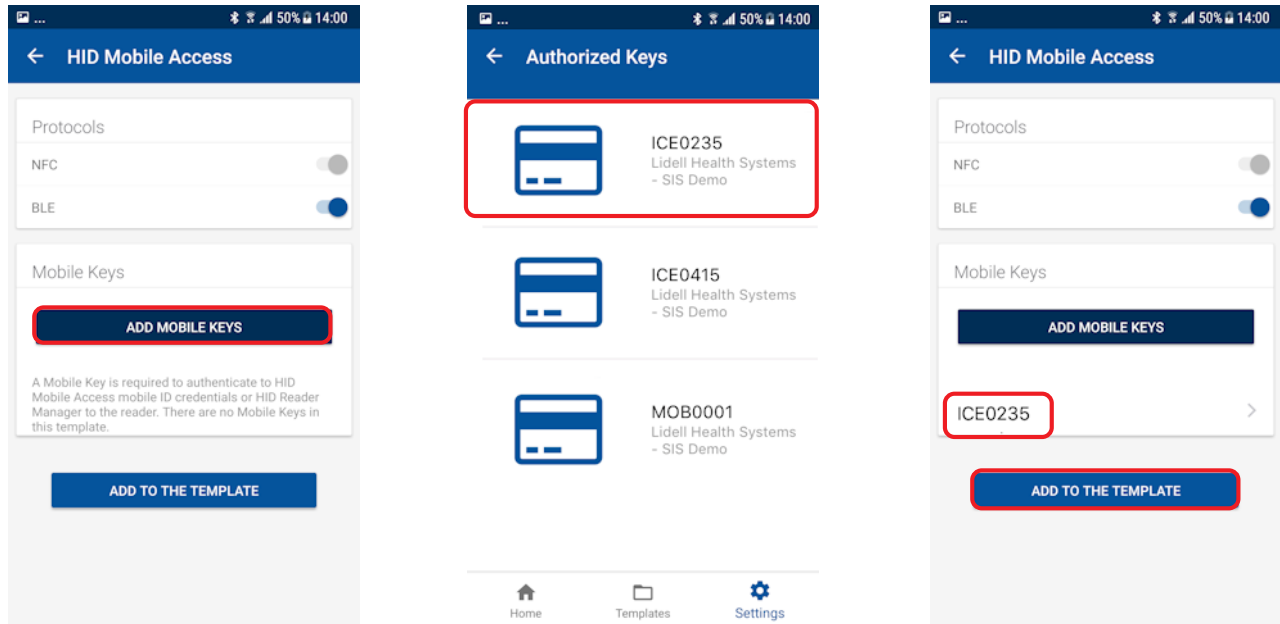 ... 50% 14:00
HID Mobile Access
Protocols
NFC
BLE
Mobile Keys
ADD MOBILE KEYS
A Mobile Key is required to authenticate to HID
Mobile Access mobile ID credentials or HID Reader
Manager to the reader. There are no Mobile Keys in
this template.
ADD TO THE TEMPLATE
... 50% 14:00
Authorized Keys
ICE0235
Lidell Health Systems
- SIS Demo
ICE0415
Lidell Health Systems
- SIS Demo
MOB0001
Lidell Health Systems
- SIS Demo
Home Templates Settings
... 50% 14:00
HID Mobile Access
Protocols
NFC
BLE
Mobile Keys
ADD MOBILE KEYS
ICE0235
ADD TO THE TEMPLATE